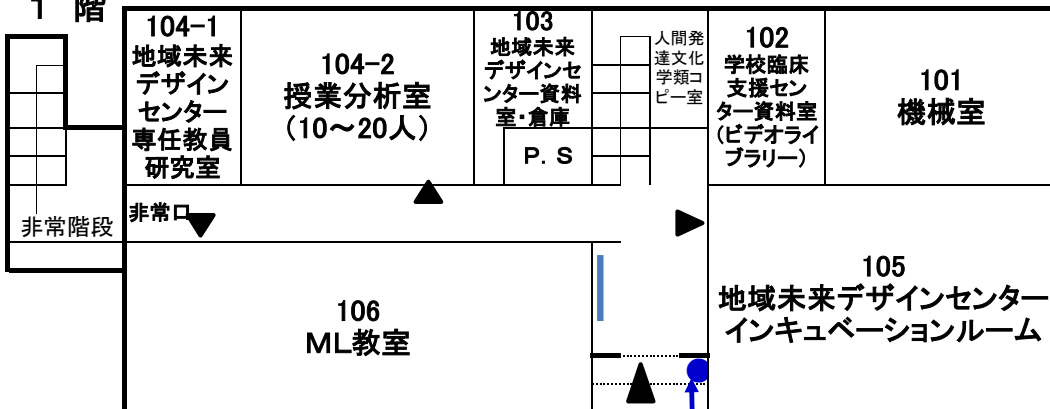 1 階
104-1
地域未来
デザイン
センター
専任教員
研究室
104-2
授業分析室
（10～20人）
103
地域未来
デザインセ
ンター資料
室・倉庫
P．S
人間発
達文化
学類コ
ピー室
102
学校臨床
支援セン
ター資料室
（ビデオライ
ブラリー）
101
機械室
非常階段
非常口
106
ML教室
105
地域未来デザインセンター
インキュベーションルーム